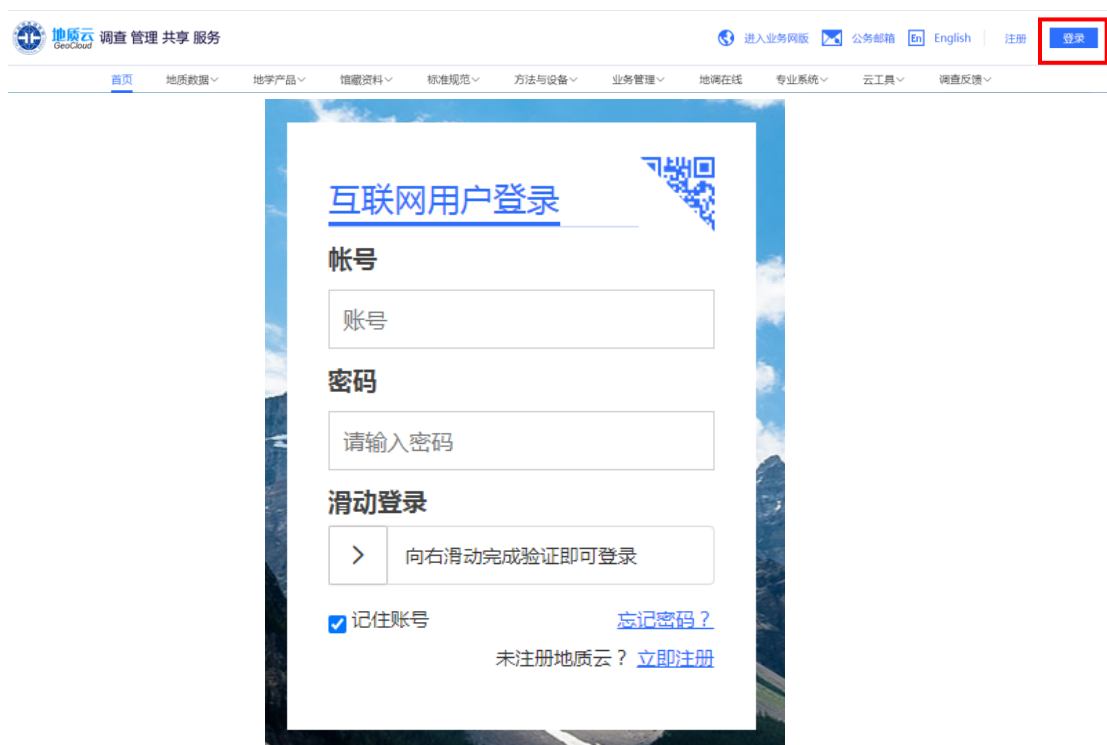 地质云 GeoCloud 调查 管理 共享 服务 进入业务网版 公务邮箱 En English 注册 登录
首页 地质数据 地学产品 馆藏资料 标准规范 方法与设备 业务管理 地调在线 专业系统 云工具 调查反馈
互联网用户登录
帐号
账号
密码
请输入密码
滑动登录
向右滑动完成验证即可登录
记住账号 忘记密码？
未注册地质云？ 立即注册